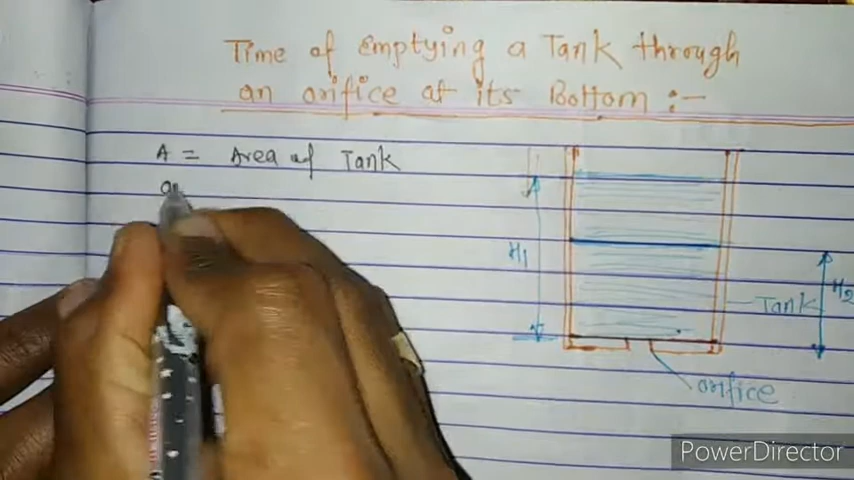 Time of Emptying a Tank through
an orifice at its Bottom :-
A = Area of Tank
a
H1
H2
Tank
orifice
PowerDirector